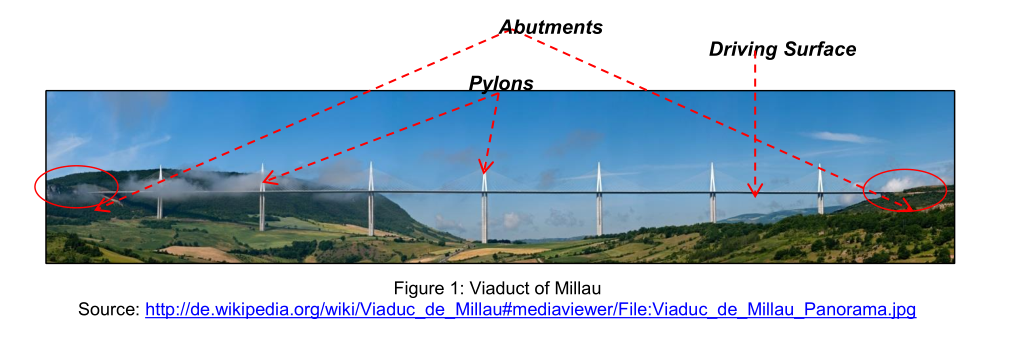 Abutments
Driving Surface
Pylons
Figure 1: Viaduct of Millau
Source: http://de.wikipedia.org/wiki/Viaduc_de_Millau#mediaviewer/File:Viaduc_de_Millau_Panorama.jpg